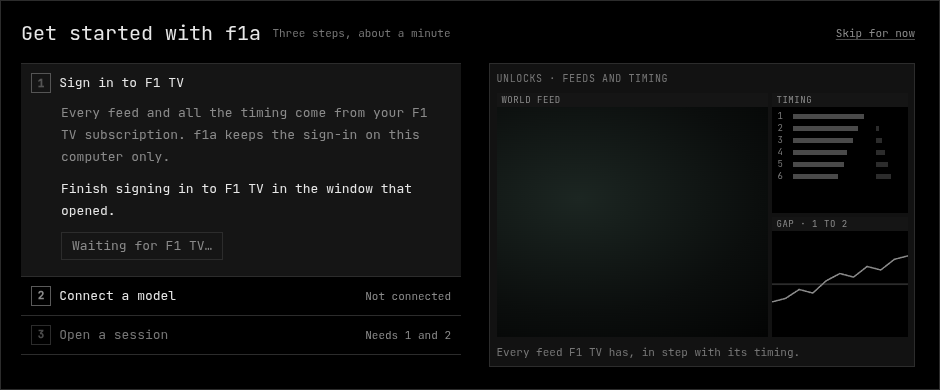 Get started with f1a
Three steps, about a minute
Skip for now
1
Sign in to F1 TV
Every feed and all the timing come from your F1
TV subscription. f1a keeps the sign-in on this
computer only.
Finish signing in to F1 TV in the window that
opened.
Waiting for F1 TV…
2
Connect a model
Not connected
3
Open a session
Needs 1 and 2
UNLOCKS · FEEDS AND TIMING
WORLD FEED
TIMING
1
2
3
4
5
6
GAP · 1 TO 2
Every feed F1 TV has, in step with its timing.